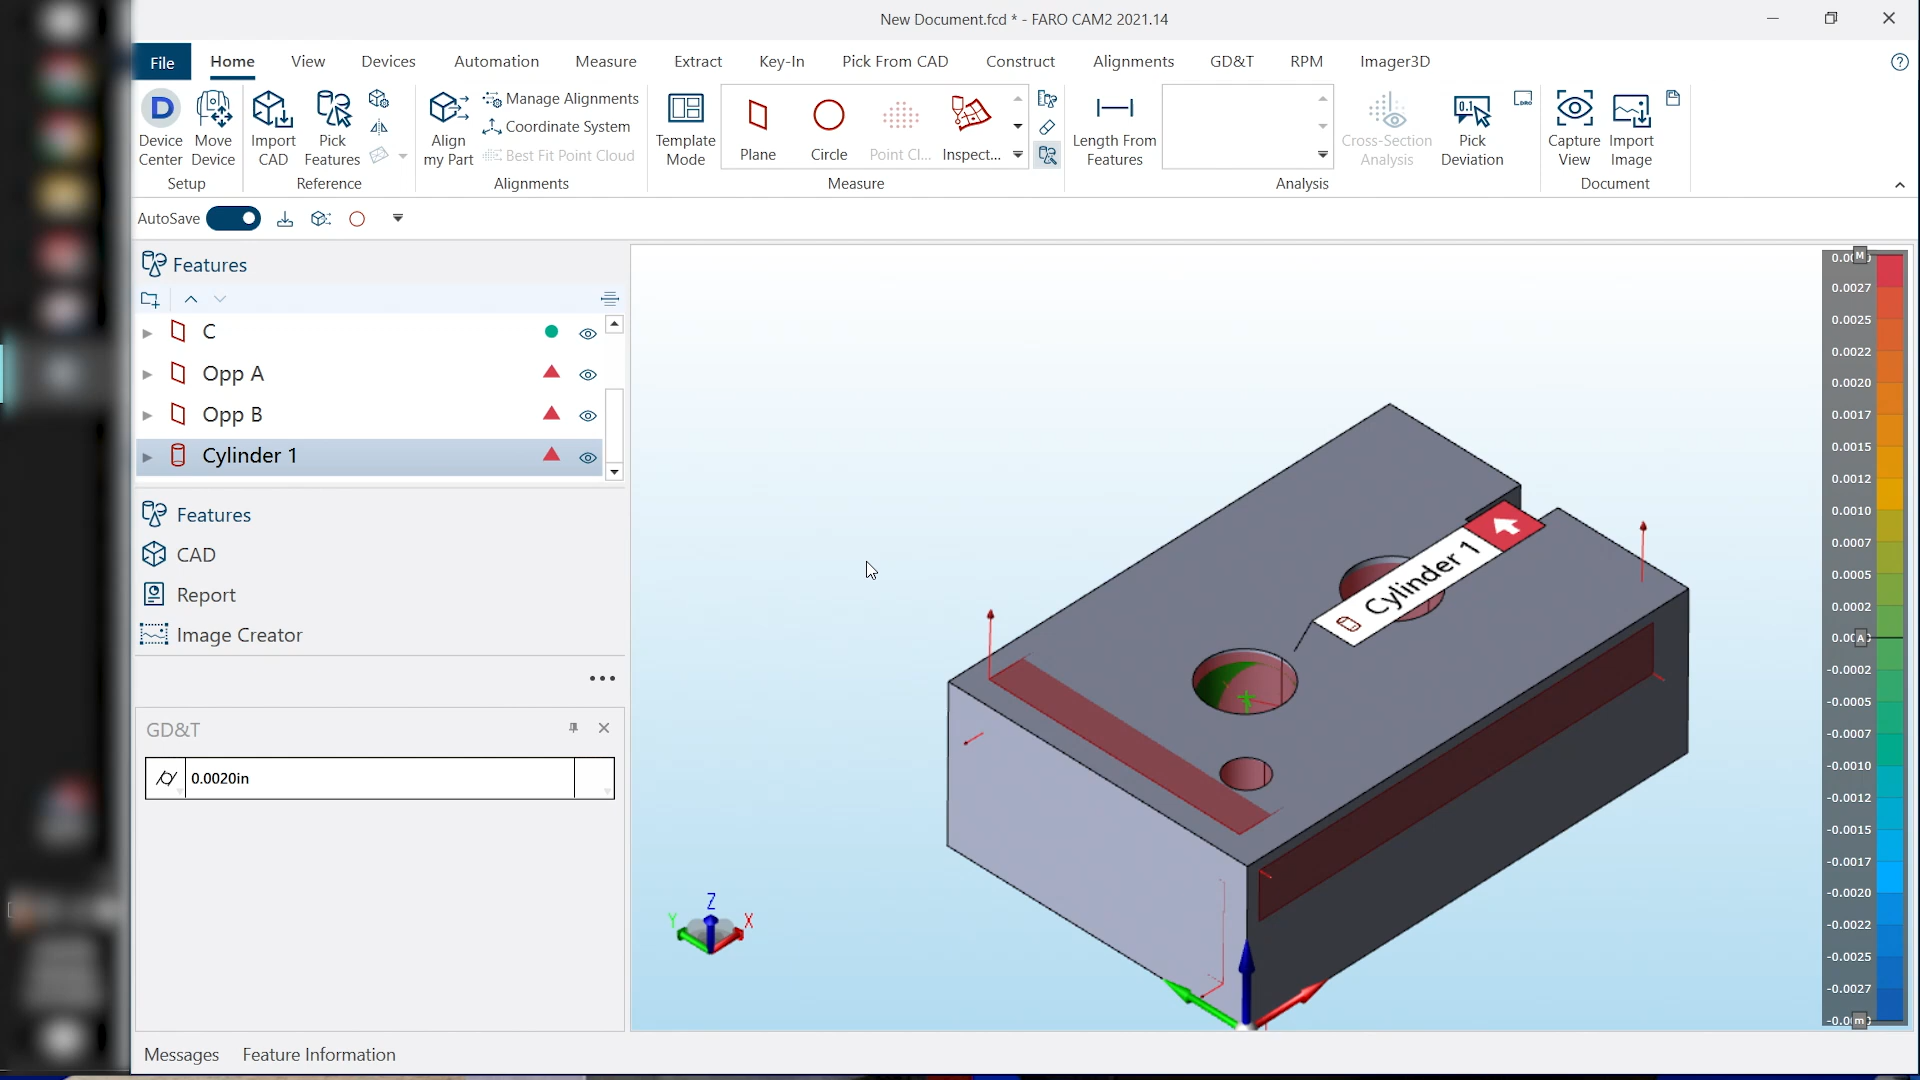 New Document.fcd * - FARO CAM2 2021.14
File Home View Devices Automation Measure Extract Key-In Pick From CAD Construct Alignments GD&T RPM Imager3D
Device Center
Move Device
Setup
Import CAD
Pick Features
Reference
Align my Part
Manage Alignments
Coordinate System
Best Fit Point Cloud
Alignments
Template Mode
Plane
Circle
Point Cl...
Inspect...
Measure
Length From Features
Cross-Section Analysis
0.1
Pick Deviation
DRO
Analysis
Capture View
Import Image
Document
AutoSave
Features
C
Opp A
Opp B
Cylinder 1
Features
CAD
Report
Image Creator
GD&T
0.0020in
Messages Feature Information
Cylinder 1
Z
Y
X
M
0.0027
0.0025
0.0022
0.0020
0.0017
0.0015
0.0012
0.0010
0.0007
0.0005
0.0002
A
-0.0002
-0.0005
-0.0007
-0.0010
-0.0012
-0.0015
-0.0017
-0.0020
-0.0022
-0.0025
-0.0027
m